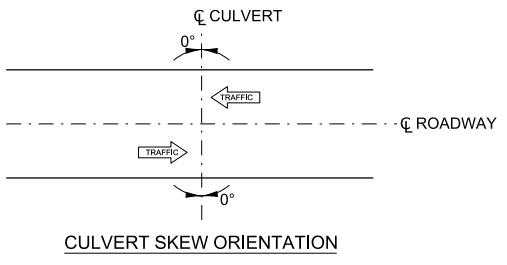 ℄ CULVERT
0°
TRAFFIC
℄ ROADWAY
TRAFFIC
0°
CULVERT SKEW ORIENTATION